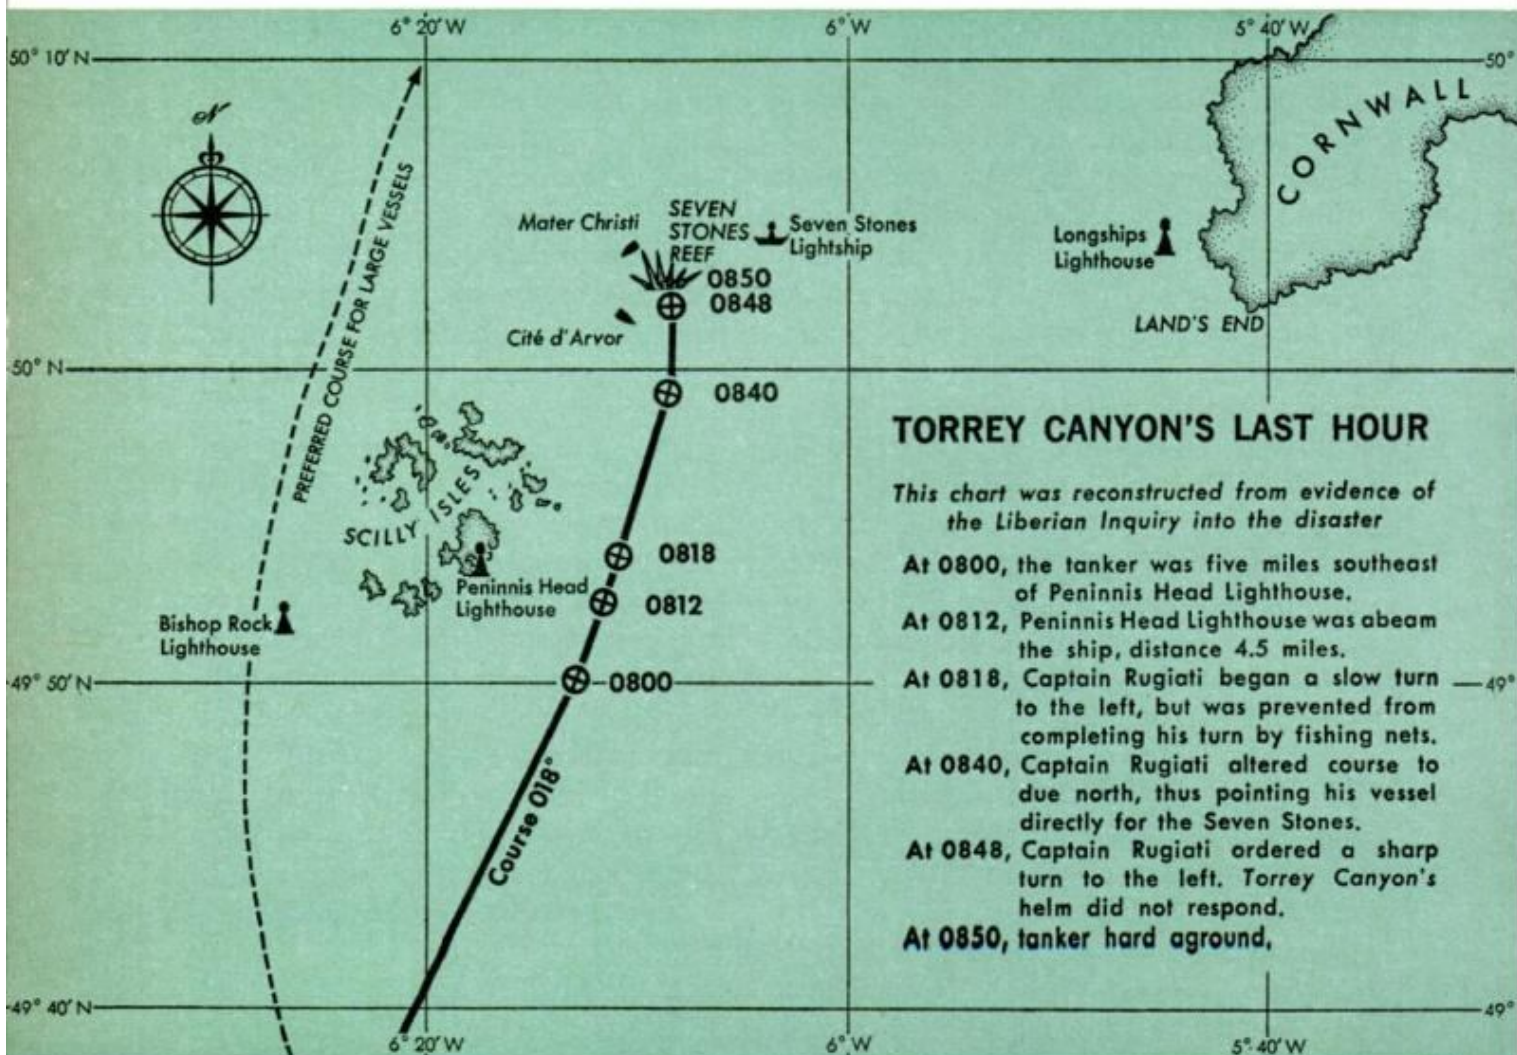 6° 20' W
6° W
5° 40' W
50° 10' N
50°
N
CORNWALL
PREFERRED COURSE FOR LARGE VESSELS
Mater Christi
SEVEN
STONES
REEF
Seven Stones
Lightship
Longships
Lighthouse
0850
0848
LAND'S END
Cité d'Arvor
50° N
0840
TORREY CANYON'S LAST HOUR
This chart was reconstructed from evidence of
the Liberian Inquiry into the disaster
SCILLY ISLES
0818
Peninnis Head
Lighthouse
0812
Bishop Rock
Lighthouse
49° 50' N
0800
49°
At 0800, the tanker was five miles southeast
of Peninnis Head Lighthouse.
At 0812, Peninnis Head Lighthouse was abeam
the ship, distance 4.5 miles.
At 0818, Captain Rugiati began a slow turn
to the left, but was prevented from
completing his turn by fishing nets.
At 0840, Captain Rugiati altered course to
due north, thus pointing his vessel
directly for the Seven Stones.
At 0848, Captain Rugiati ordered a sharp
turn to the left. Torrey Canyon's
helm did not respond.
At 0850, tanker hard aground.
Course 018°
49° 40' N
49°
6° 20' W
6° W
5° 40' W